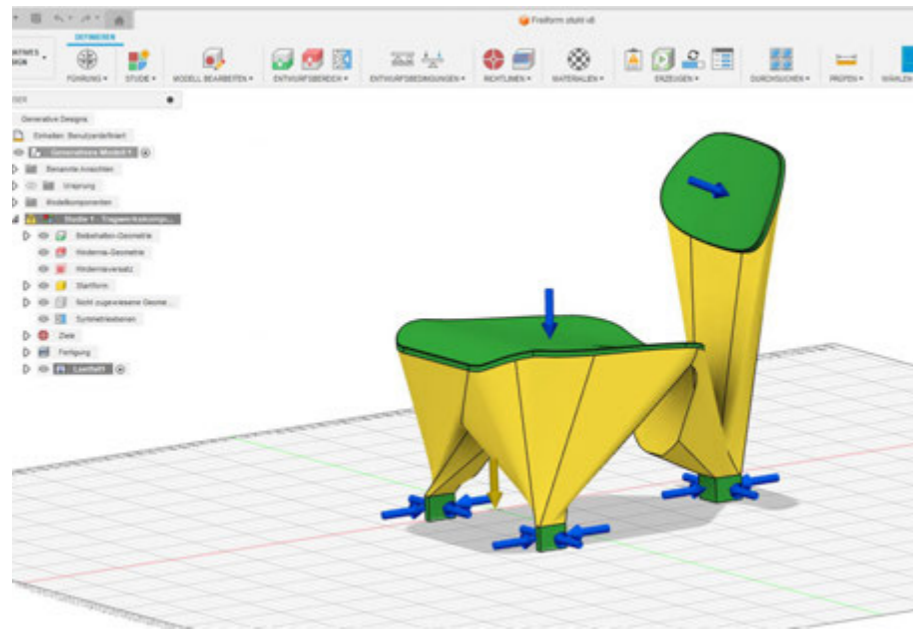 Freiform stuhl v8
DEFINIEREN
FÜHRUNG
STUDIE
MODELL BEARBEITEN
ENTWURFSBEREICH
ENTWURFSBEDINGUNGEN
RICHTLINIEN
MATERIALIEN
ERZEUGEN
DURCHSUCHEN
PRÜFEN
WÄHLEN
Generative Designs
Einheiten: Benutzerdefiniert
Generatives Modell 1
Benannte Ansichten
Ursprung
Modellkomponenten
Studie 1 - Tragwerkskompo...
Beibehalten-Geometrie
Hindernis-Geometrie
Hindernisversatz
Startform
Nicht zugewiesene Geome...
Symmetrieebenen
Ziele
Fertigung
Lastfall1